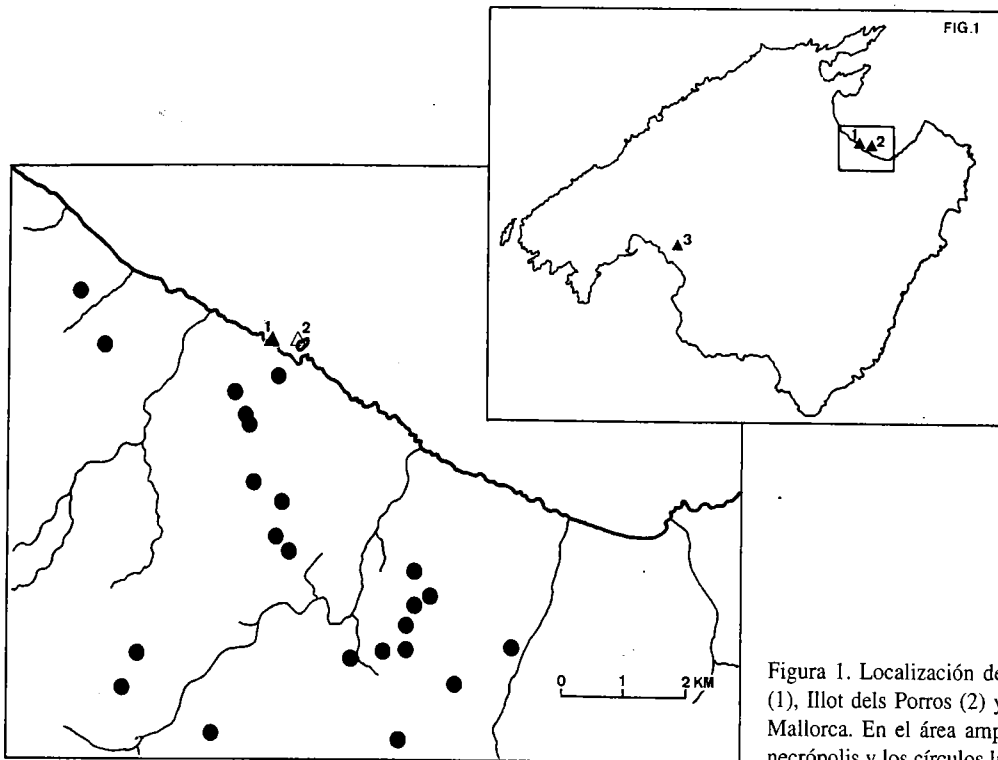 FIG.1
1
2
3
1
2
0 1 2 KM
Figura 1. Localización de
(1), Illot dels Porros (2) y
Mallorca. En el área amp
necrópolis y los círculos